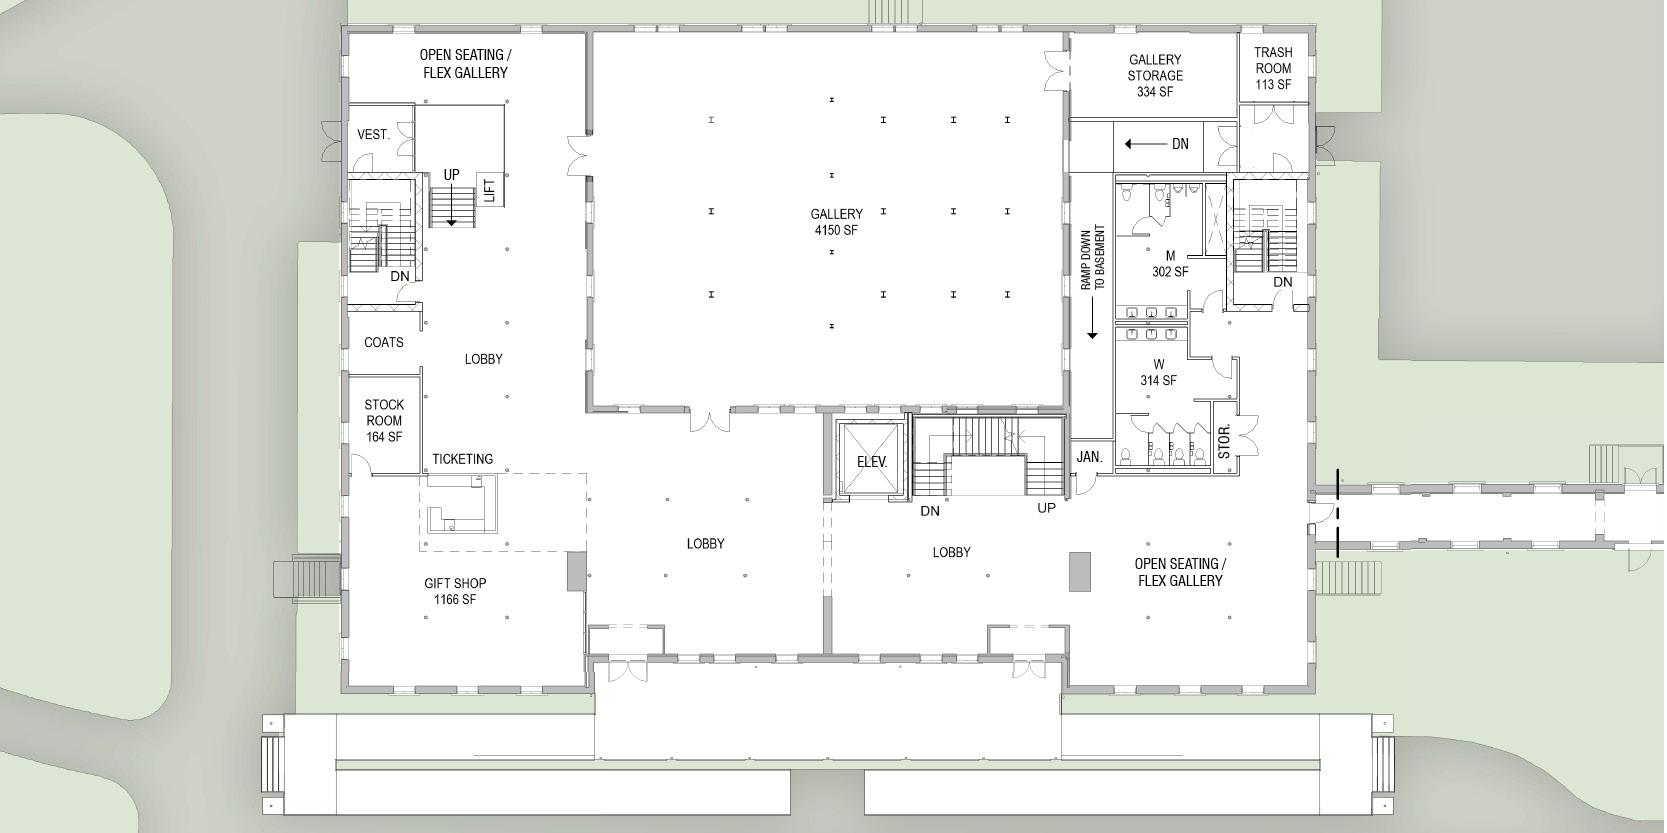 OPEN SEATING /
FLEX GALLERY
GALLERY
STORAGE
334 SF
TRASH
ROOM
113 SF
VEST.
UP
LIFT
DN
GALLERY
4150 SF
RAMP DOWN
TO BASEMENT
M
302 SF
DN
DN
COATS
LOBBY
W
314 SF
STOCK
ROOM
164 SF
STOR.
TICKETING
ELEV.
JAN.
DN
UP
LOBBY
LOBBY
OPEN SEATING /
FLEX GALLERY
GIFT SHOP
1166 SF